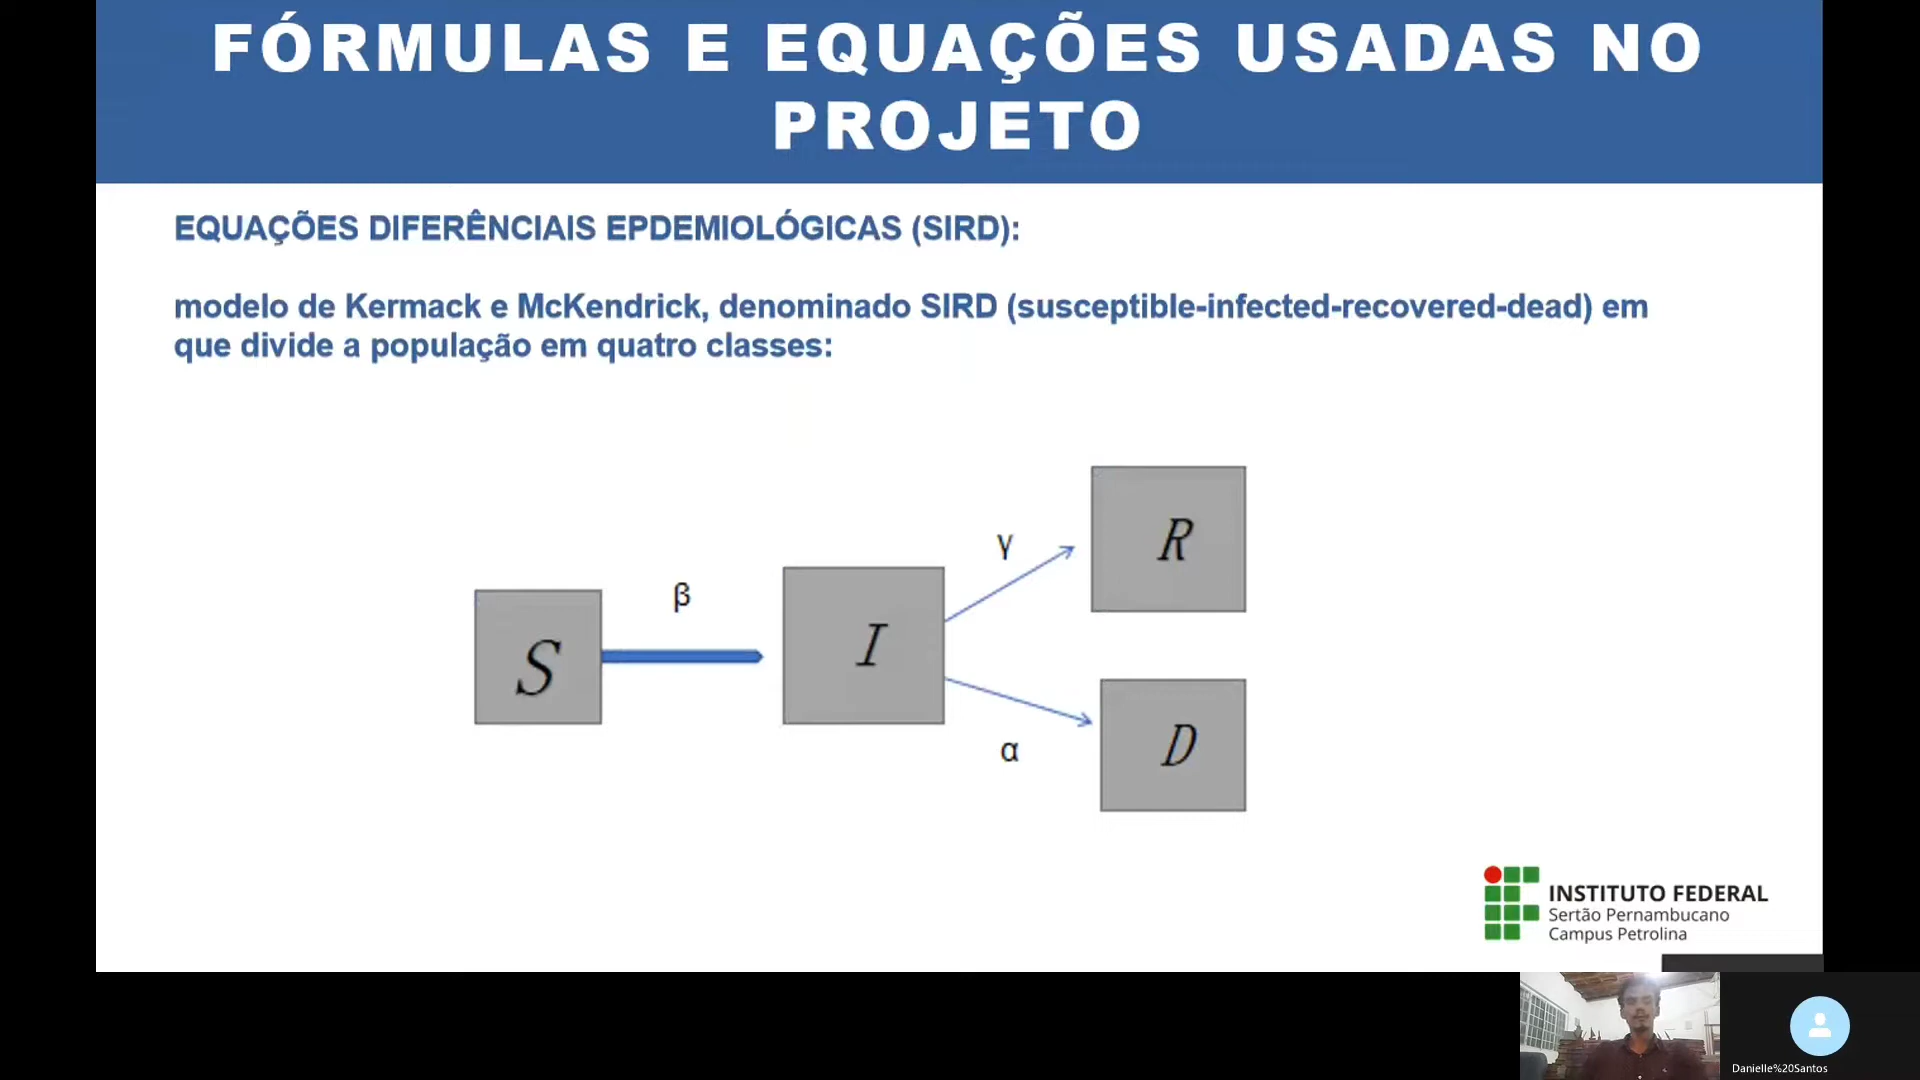 FÓRMULAS E EQUAÇÕES USADAS NO
PROJETO
EQUAÇÕES DIFERÊNCIAIS EPDEMIOLÓGICAS (SIRD):
modelo de Kermack e McKendrick, denominado SIRD (susceptible-infected-recovered-dead) em
que divide a população em quatro classes:
S
β
I
γ
R
α
D
INSTITUTO FEDERAL
Sertão Pernambucano
Campus Petrolina
Danielle%20Santos